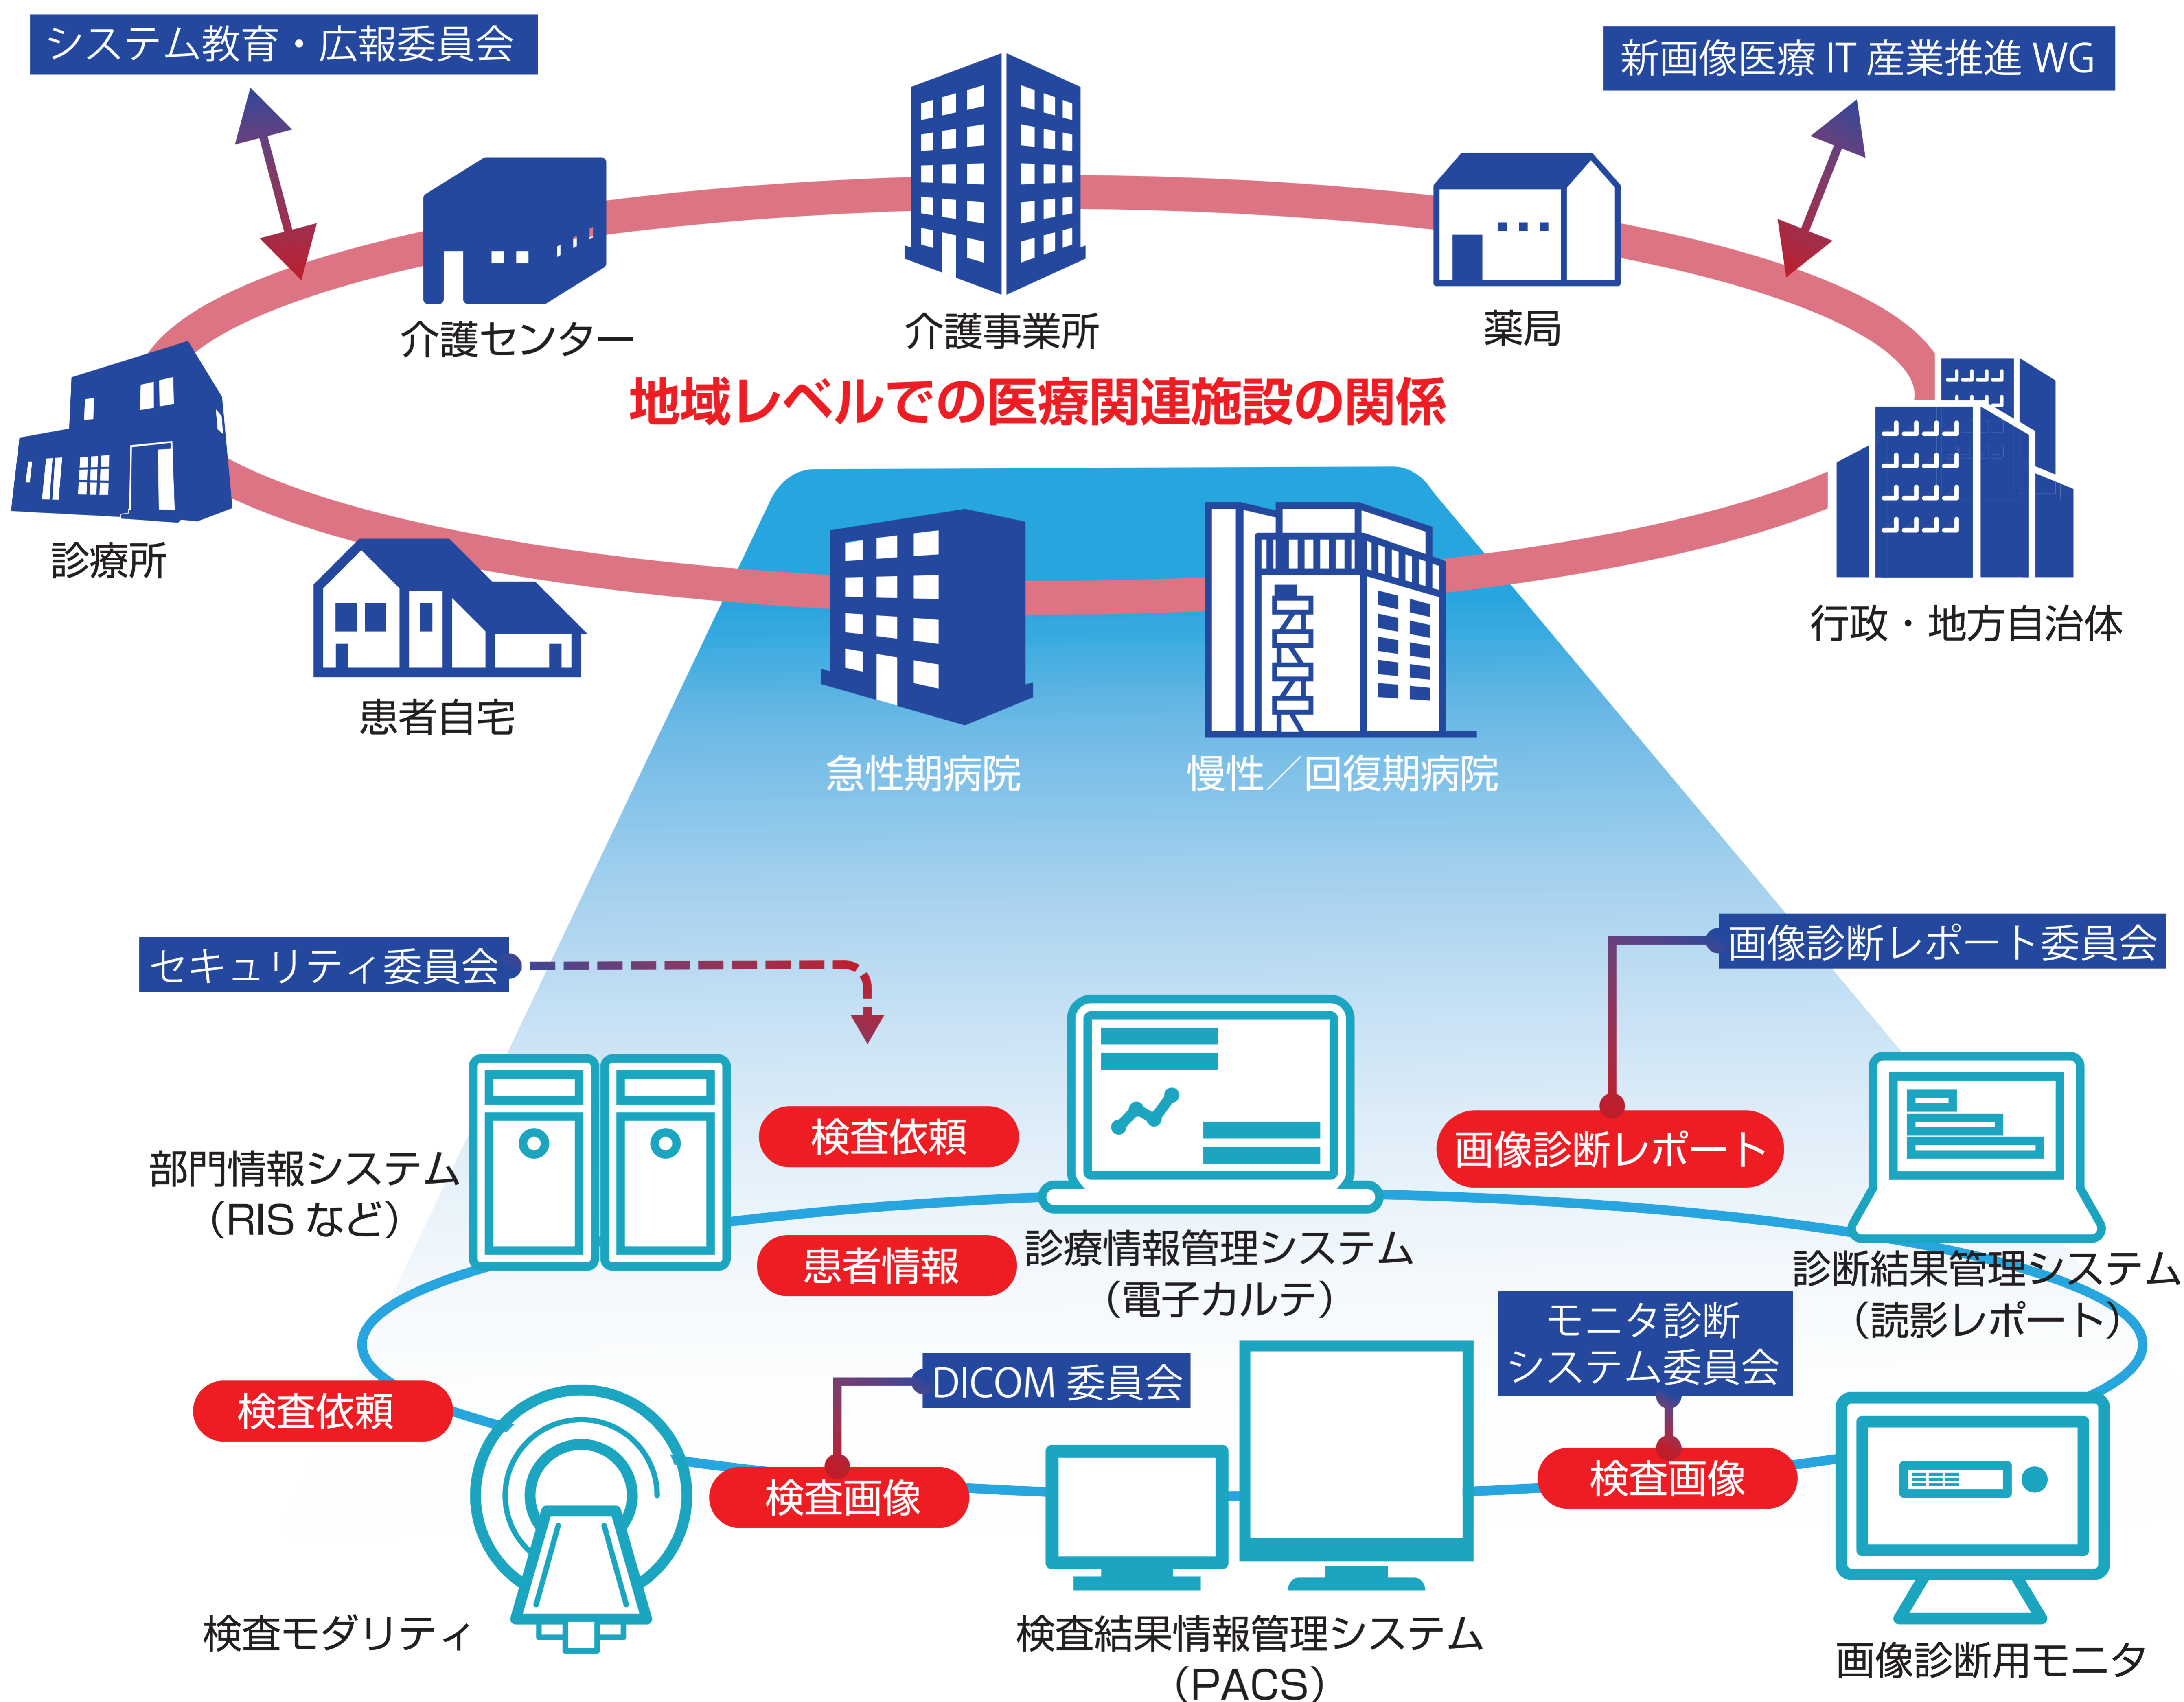 システム教育・広報委員会
新画像医療 IT 産業推進 WG
介護センター
介護事業所
薬局
地域レベルでの医療関連施設の関係
診療所
行政・地方自治体
患者自宅
急性期病院
慢性／回復期病院
セキュリティ委員会
画像診断レポート委員会
検査依頼
画像診断レポート
部門情報システム
（RIS など）
患者情報
診療情報管理システム
（電子カルテ）
診断結果管理システム
（読影レポート）
モニタ診断
システム委員会
DICOM 委員会
検査依頼
検査画像
検査画像
検査モダリティ
検査結果情報管理システム
（PACS）
画像診断用モニタ